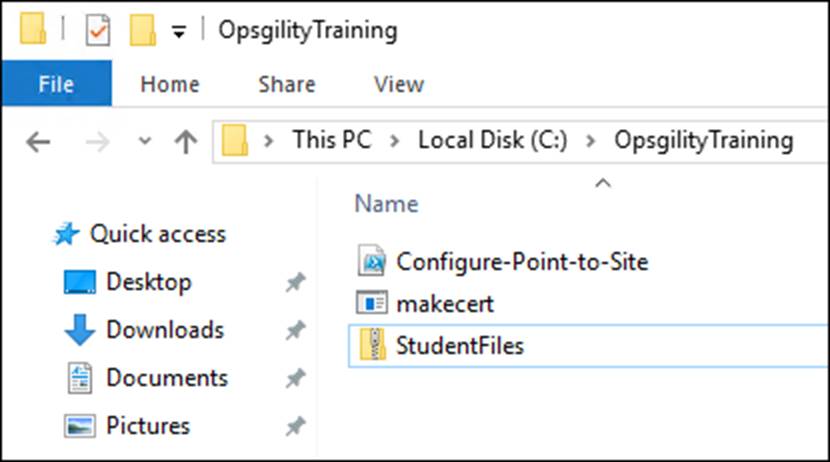 OpsgilityTraining
File Home Share View
This PC Local Disk (C:) OpsgilityTraining
Name
Quick access
Desktop
Downloads
Documents
Pictures
Configure-Point-to-Site
makecert
StudentFiles